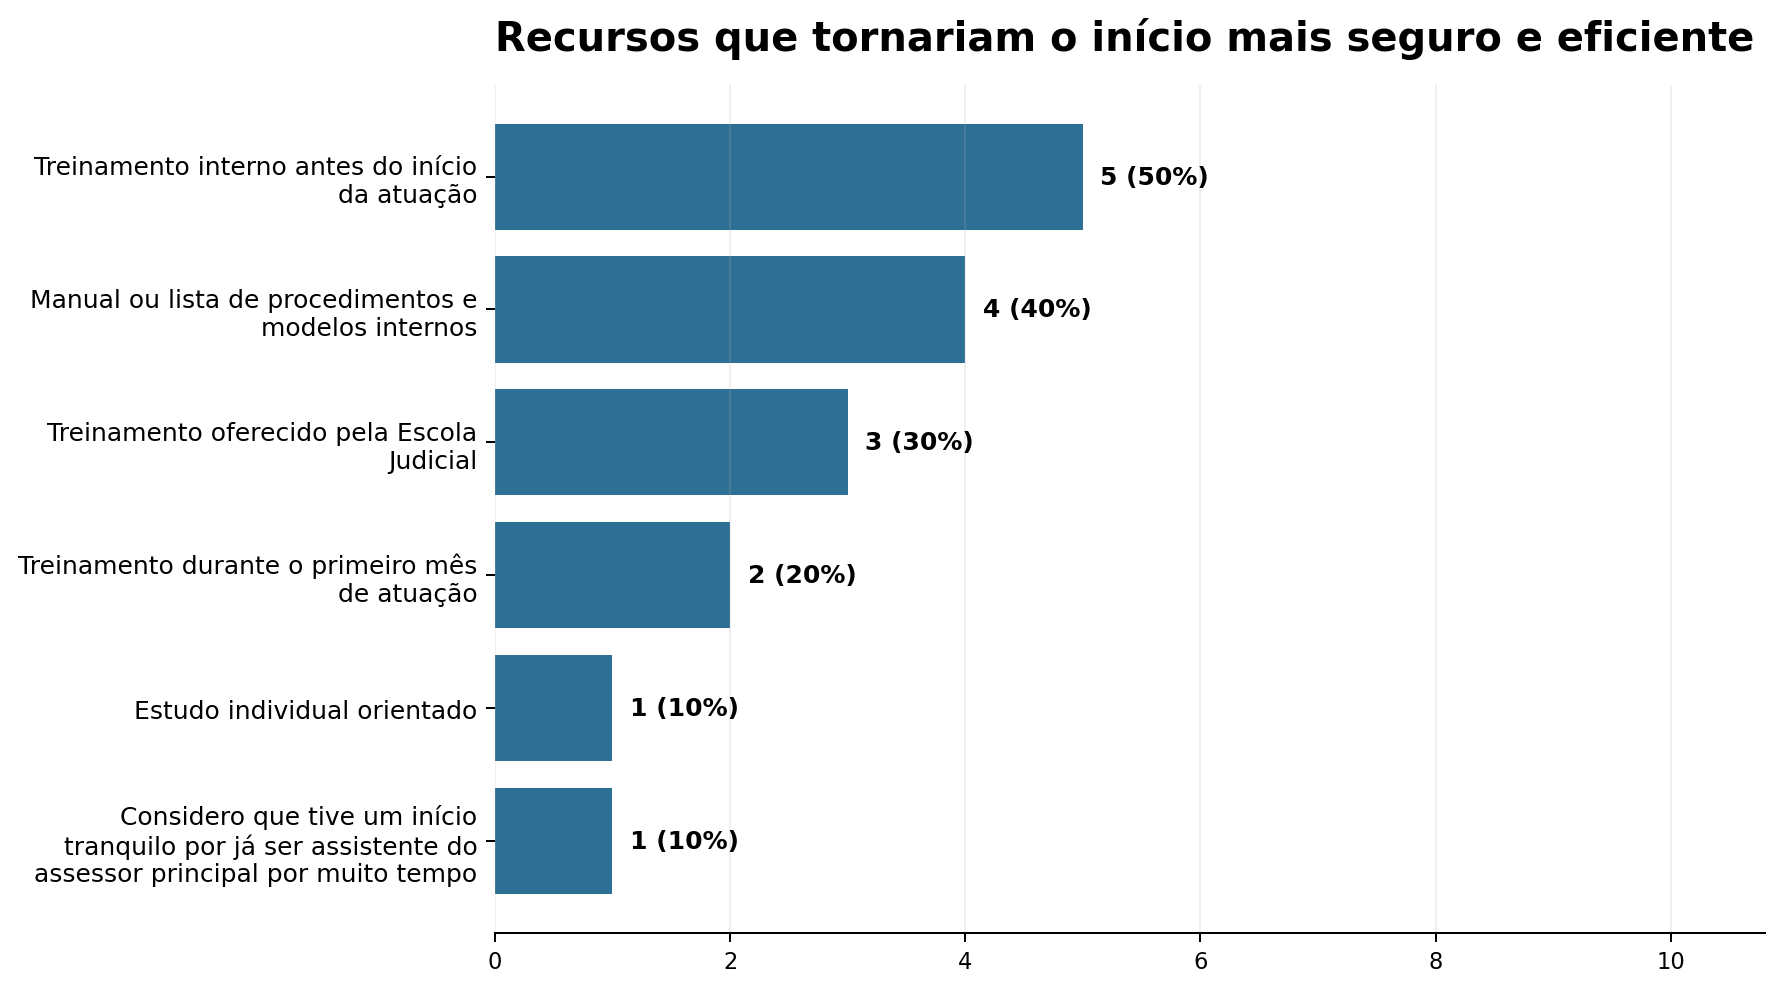 Recursos que tornariam o início mais seguro e eficiente
Treinamento interno antes do início
da atuação
5 (50%)
Manual ou lista de procedimentos e
modelos internos
4 (40%)
Treinamento oferecido pela Escola
Judicial
3 (30%)
Treinamento durante o primeiro mês
de atuação
2 (20%)
Estudo individual orientado
1 (10%)
Considero que tive um início
tranquilo por já ser assistente do
assessor principal por muito tempo
1 (10%)
0 2 4 6 8 10